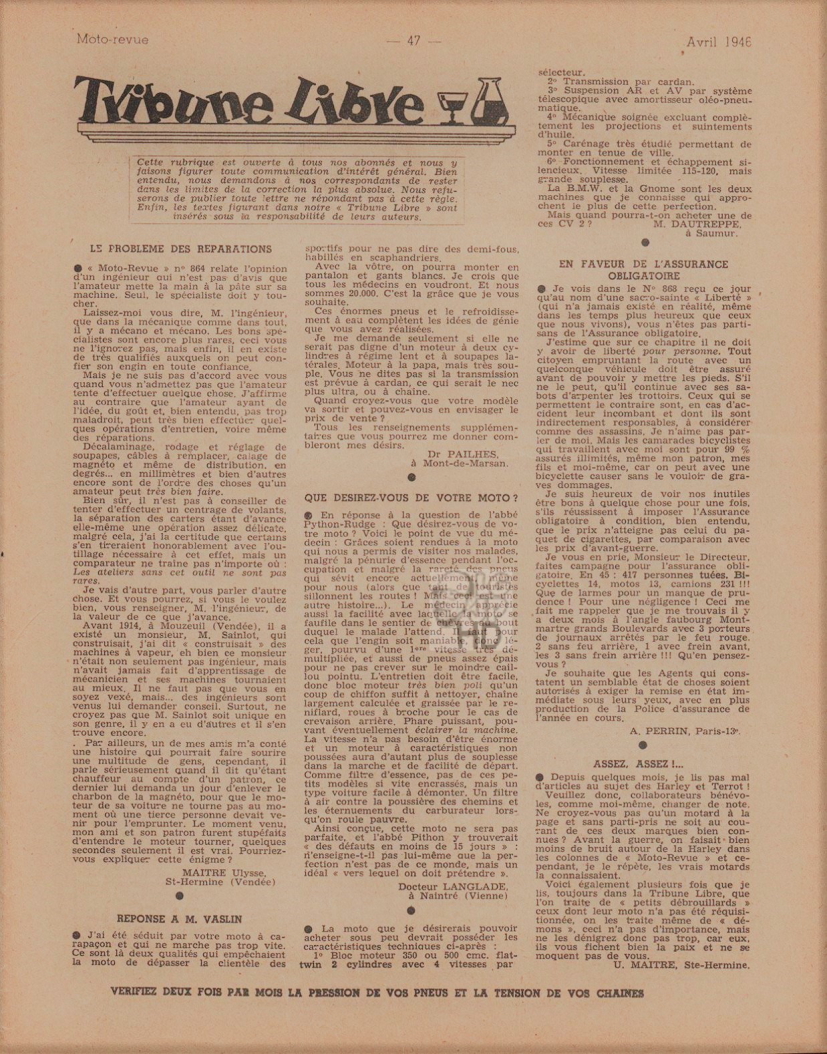 Moto-revue
— 47 —
Avril 1946
Tribune Libre
Cette rubrique est ouverte à tous nos abonnés et nous y
faisons figurer toute communication d'intérêt général. Bien
entendu, nous demandons à nos correspondants de rester
dans les limites de la correction la plus absolue. Nous refu-
serons de publier toute lettre ne répondant pas à cette règle.
Enfin, les textes figurant dans notre « Tribune Libre » sont
insérés sous la responsabilité de leurs auteurs.
LE PROBLEME DES REPARATIONS
● « Moto-Revue » n° 864 relate l'opinion
d'un ingénieur qui n'est pas d'avis que
l'amateur mette la main à la pâte sur sa
machine. Seul, le spécialiste doit y tou-
cher.
Laissez-moi vous dire, M. l'ingénieur,
que dans la mécanique comme dans tout,
il y a mécano et mécano. Les bons spé-
cialistes sont encore plus rares, ceci vous
ne l'ignorez pas, mais enfin, il en existe
de très qualifiés auxquels on peut con-
fier son engin en toute confiance.
Mais je ne suis pas d'accord avec vous
quand vous n'admettez pas que l'amateur
tente d'effectuer quelque chose. J'affirme
au contraire que l'amateur ayant de
l'idée, du goût et, bien entendu, pas trop
maladroit, peut très bien effectuer quel-
ques opérations d'entretien, voire même
des réparations.
Décalaminage, rodage et réglage de
soupapes, câbles à remplacer, calage de
magnéto et même de distribution, en
degrés... en millimètres et bien d'autres
encore sont de l'ordre des choses qu'un
amateur peut très bien faire.
Bien sûr, il n'est pas à conseiller de
tenter d'effectuer un centrage de volants,
la séparation des carters étant d'avance
elle-même une opération assez délicate,
malgré cela, j'ai la certitude que certains
s'en tireraient honorablement avec l'ou-
tillage nécessaire à cet effet, mais un
comparateur ne traîne pas n'importe où :
Les ateliers sans cet outil ne sont pas
rares.
Je vais d'autre part, vous parler d'autre
chose. Et vous pourrez, si vous le voulez
bien, vous renseigner, M. l'ingénieur, de
la valeur de ce que j'avance.
Avant 1914, à Mouzeuil (Vendée), il a
existé un monsieur, M. Sainlot, qui
construisait, j'ai dit « construisait » des
machines à vapeur, eh bien ce monsieur
n'était non seulement pas ingénieur, mais
n'avait jamais fait d'apprentissage de
mécanicien et ses machines tournaient
au mieux. Il ne faut pas que vous en
soyez vexé, mais... des ingénieurs sont
venus lui demander conseil. Surtout, ne
croyez pas que M. Sainlot soit unique en
son genre, il y en a eu d'autres et il s'en
trouve encore.
Par ailleurs, un de mes amis m'a conté
une histoire qui pourrait faire sourire
une multitude de gens, cependant, il
parle sérieusement quand il dit qu'étant
chauffeur au compte d'un patron, ce
dernier lui demanda un jour d'enlever le
charbon de la magnéto, pour que le mo-
teur de sa voiture ne tourne pas au mo-
ment où une tierce personne devait ve-
nir pour l'emprunter. Le moment venu,
mon ami et son patron furent stupéfaits
d'entendre le moteur tourner, quelques
secondes seulement il est vrai. Pourriez-
vous expliquer cette énigme ?
MAITRE Ulysse,
St-Hermine (Vendée)
●
REPONSE A M. VASLIN
● J'ai été séduit par votre moto à ca-
rapaçon et qui ne marche pas trop vite.
Ce sont là deux qualités qui empêchaient
la moto de dépasser la clientèle des
sportifs pour ne pas dire des demi-fous,
habillés en scaphandriers.
Avec la vôtre, on pourra monter en
pantalon et gants blancs. Je crois que
tous les médecins en voudront. Et nous
sommes 20.000. C'est la grâce que je vous
souhaite.
Ces énormes pneus et le refroidisse-
ment à eau complètent les idées de génie
que vous avez réalisées.
Je me demande seulement si elle ne
serait pas digne d'un moteur à deux cy-
lindres à régime lent et à soupapes la-
térales. Moteur à la papa, mais très sou-
ple. Vous ne dites pas si la transmission
est prévue à cardan, ce qui serait le nec
plus ultra, ou à chaîne.
Quand croyez-vous que votre modèle
va sortir et pouvez-vous en envisager le
prix de vente ?
Tous les renseignements supplémen-
taires que vous pourrez me donner com-
bleront mes désirs.
Dr PAILHES,
à Mont-de-Marsan.
●
QUE DESIREZ-VOUS DE VOTRE MOTO ?
● En réponse à la question de l'abbé
Python-Rudge : Que désirez-vous de vo-
tre moto ? Voici le point de vue du mé-
decin : Grâces soient rendues à la moto
qui nous a permis de visiter nos malades,
malgré la pénurie d'essence pendant l'oc-
cupation et malgré la rareté des pneus
qui sévit encore actuellement même
pour nous (alors que tant de
sillonnent les routes ! Mais une
autre histoire...). Le médecin
aussi la facilité avec laquelle la moto se
faufile dans le sentier de bout
duquel le malade l'attend. pour
cela que l'engin soit maniable, donc lé-
ger, pourvu d'une 1ère vitesse très dé-
multipliée, et aussi de pneus assez épais
pour ne pas crever sur le moindre cail-
lou pointu. L'entretien doit être facile,
donc bloc moteur très bien poli qu'un
coup de chiffon suffit à nettoyer, chaîne
largement calculée et graissée par le re-
niflard, roues à broche pour le cas de
crevaison arrière. Phare puissant, pou-
vant éventuellement éclairer la machine.
La vitesse n'a pas besoin d'être énorme
et un moteur à caractéristiques non
poussées aura d'autant plus de souplesse
dans la marche et de facilité de départ.
Comme filtre d'essence, pas de ces pe-
tits modèles si vite encrassés, mais un
type voiture facile à démonter. Un filtre
à air contre la poussière des chemins et
les éternuements du carburateur lors-
qu'on roule pauvre.
Ainsi conçue, cette moto ne sera pas
parfaite, et l'abbé Pithon y trouverait
« des défauts en moins de 15 jours » :
n'enseigne-t-il pas lui-même que la per-
fection n'est pas de ce monde, mais un
idéal « vers lequel on doit prétendre ».
Docteur LANGLADE,
à Naintré (Vienne)
●
● La moto que je désirerais pouvoir
acheter sous peu devrait posséder les
caractéristiques techniques ci-après :
1° Bloc moteur 350 ou 500 cmc. flat-
twin 2 cylindres avec 4 vitesses par
sélecteur.
2° Transmission par cardan.
3° Suspension AR et AV par système
télescopique avec amortisseur oléo-pneu-
matique.
4° Mécanique soignée excluant complè-
tement les projections et suintements
d'huile.
5° Carénage très étudié permettant de
monter en tenue de ville.
6° Fonctionnement et échappement si-
lencieux. Vitesse limitée 115-120, mais
grande souplesse.
La B.M.W. et la Gnome sont les deux
machines que je connaisse qui appro-
chent le plus de cette perfection.
Mais quand pourra-t-on acheter une de
ces CV 2 ? M. DAUTREPPE,
à Saumur.
●
EN FAVEUR DE L'ASSURANCE
OBLIGATOIRE
● Je vois dans le N° 868 reçu ce jour
qu'au nom d'une sacro-sainte « Liberté »
(qui n'a jamais existé en réalité, même
dans les temps plus heureux que ceux
que nous vivons), vous n'êtes pas parti-
sans de l'Assurance obligatoire.
J'estime que sur ce chapitre il ne doit
y avoir de liberté pour personne. Tout
citoyen empruntant la route avec un
quelconque véhicule doit être assuré
avant de pouvoir y mettre les pieds. S'il
ne le peut, qu'il continue avec ses sa-
bots d'arpenter les trottoirs. Ceux qui se
permettent le contraire sont, en cas d'ac-
cident leur incombant et dont ils sont
indirectement responsables, à considérer
comme des assassins. Je n'aime pas par-
ler de moi. Mais les camarades bicyclistes
qui travaillent avec moi sont pour 99 %
assurés illimités, même mon patron, mes
fils et moi-même, car on peut avec une
bicyclette causer sans le vouloir de gra-
ves dommages.
Je suis heureux de voir nos inutiles
être bons à quelque chose pour une fois,
s'ils réussissent à imposer l'Assurance
obligatoire à condition, bien entendu,
que le prix n'atteigne pas celui du pa-
quet de cigarettes, par comparaison avec
les prix d'avant-guerre.
Je vous en prie, Monsieur le Directeur,
faites campagne pour l'assurance obli-
gatoire. En 45 : 417 personnes tuées. Bi-
cyclettes 14, motos 13, camions 231 !!!
Que de larmes pour un manque de pru-
dence ! Pour une négligence ! Ceci me
fait me rappeler que je me trouvais il y
a deux mois à l'angle faubourg Mont-
martre grands Boulevards avec 3 porteurs
de journaux arrêtés par le feu rouge.
2 sans feu arrière, 1 avec frein avant,
les 3 sans frein arrière !!! Qu'en pensez-
vous ?
Je souhaite que les Agents qui cons-
tatent un semblable état de choses soient
autorisés à exiger la remise en état im-
médiate sous leurs yeux, avec en plus
production de la Police d'assurance de
l'année en cours.
A. PERRIN, Paris-13e.
●
ASSEZ, ASSEZ !...
● Depuis quelques mois, je lis pas mal
d'articles au sujet des Harley et Terrot !
Veuillez donc, collaborateurs bénévo-
les, comme moi-même, changer de note.
Ne croyez-vous pas qu'un motard à la
page et sans parti-pris ne soit au cou-
rant de ces deux marques bien con-
nues ? Avant la guerre, on faisait bien
moins de bruit autour de la Harley dans
les colonnes de « Moto-Revue » et ce-
pendant, je le répète, les vrais motards
la connaissaient.
Voici également plusieurs fois que je
lis, toujours dans la Tribune Libre, que
l'on traite de « petits débrouillards »
ceux dont leur moto n'a pas été réquisi-
tionnée, on les traite même de « dé-
mons », ceci n'a pas d'importance, mais
ne les dénigrez donc pas trop, car eux,
ils vous fichent bien la paix et ne se
moquent pas de vous.
U. MAITRE, Ste-Hermine.
VERIFIEZ DEUX FOIS PAR MOIS LA PRESSION DE VOS PNEUS ET LA TENSION DE VOS CHAINES